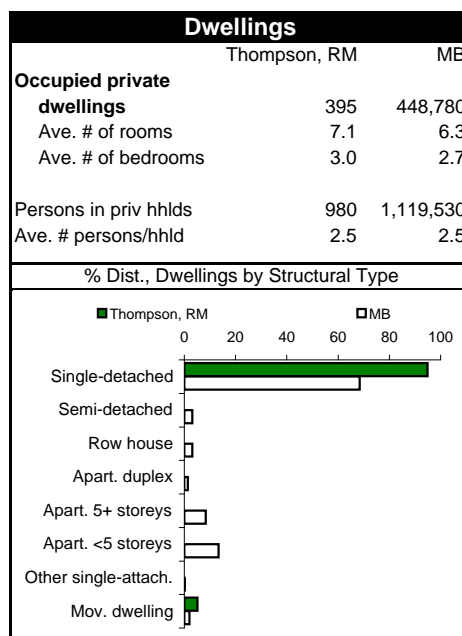 Dwellings
Thompson, RM MB
Occupied private
dwellings 395 448,780
Ave. # of rooms 7.1 6.3
Ave. # of bedrooms 3.0 2.7
Persons in priv hhlds 980 1,119,530
Ave. # persons/hhld 2.5 2.5
% Dist., Dwellings by Structural Type
Thompson, RM MB
0 20 40 60 80 100
Single-detached
Semi-detached
Row house
Apart. duplex
Apart. 5+ storeys
Apart. <5 storeys
Other single-attach.
Mov. dwelling